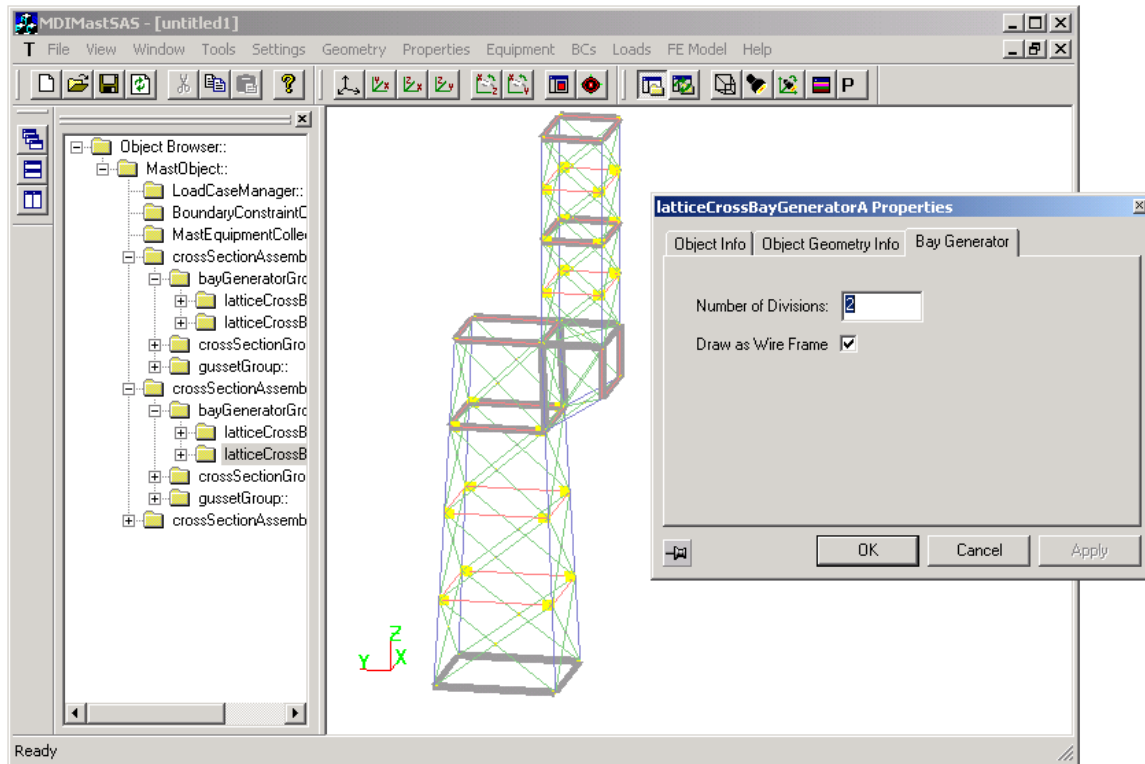 MDIMastSAS - [untitled1]
T File View Window Tools Settings Geometry Properties Equipment BCs Loads FE Model Help
P
Object Browser::
MastObject::
LoadCaseManager::
BoundaryConstraintC
MastEquipmentColle
crossSectionAssemb
bayGeneratorGro
latticeCrossB
latticeCrossB
crossSectionGro
gussetGroup::
crossSectionAssemb
bayGeneratorGro
latticeCrossB
latticeCrossB
crossSectionGro
gussetGroup::
crossSectionAssemb
Z
Y X
latticeCrossBayGeneratorA Properties
Object Info Object Geometry Info Bay Generator
Number of Divisions: 2
Draw as Wire Frame
OK Cancel Apply
Ready